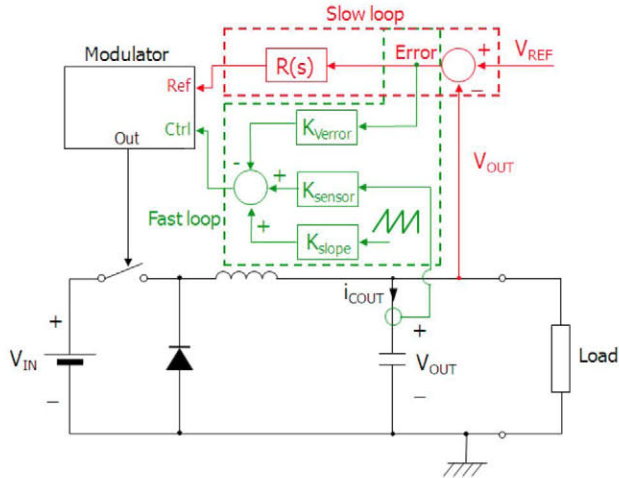 Slow loop
Modulator
Error
+
V_REF
R(s)
Ref
−
Ctrl
K_Verror
Out
V_OUT
-
+
K_sensor
Fast loop
+
K_slope
i_COUT
+
+
V_IN
V_OUT
Load
−
−